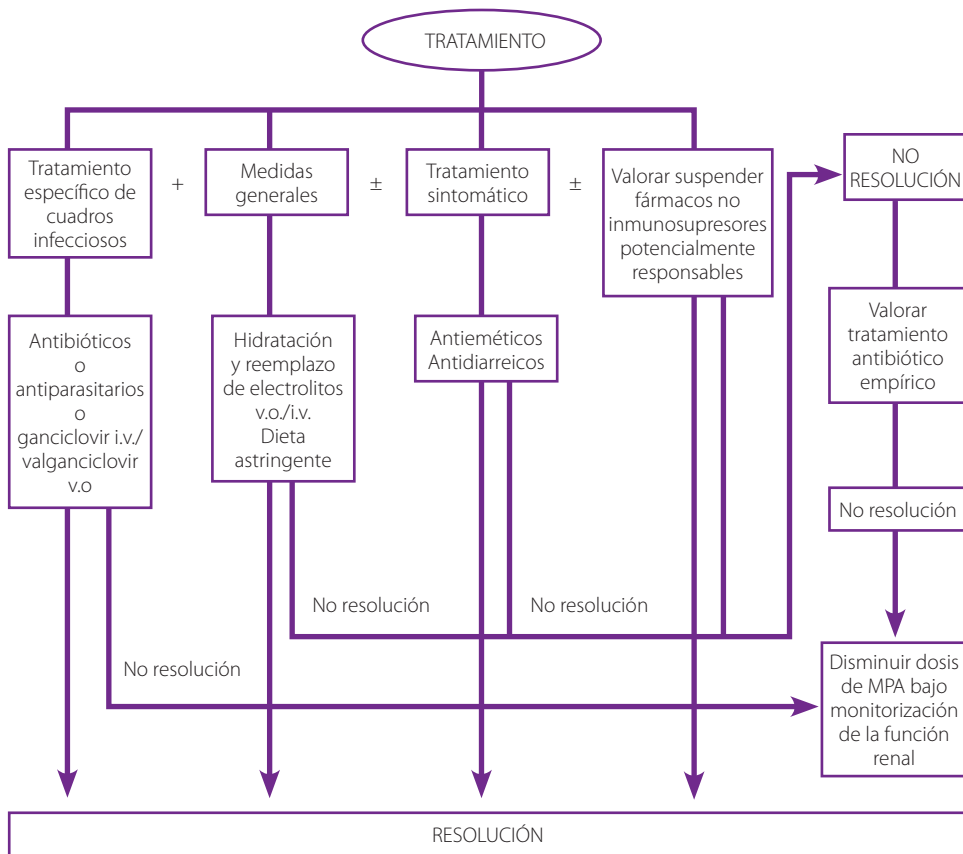 TRATAMIENTO
Tratamiento
específico de
cuadros
infecciosos
+
Medidas
generales
±
Tratamiento
sintomático
±
Valorar suspender
fármacos no
inmunosupresores
potencialmente
responsables
NO
RESOLUCIÓN
Antibióticos
o
antiparasitarios
o
ganciclovir i.v./
valganciclovir
v.o
Hidratación
y reemplazo
de electrolitos
v.o./i.v.
Dieta
astringente
Antieméticos
Antidiarreicos
Valorar
tratamiento
antibiótico
empírico
No resolución
No resolución
No resolución
No resolución
Disminuir dosis
de MPA bajo
monitorización
de la función
renal
RESOLUCIÓN